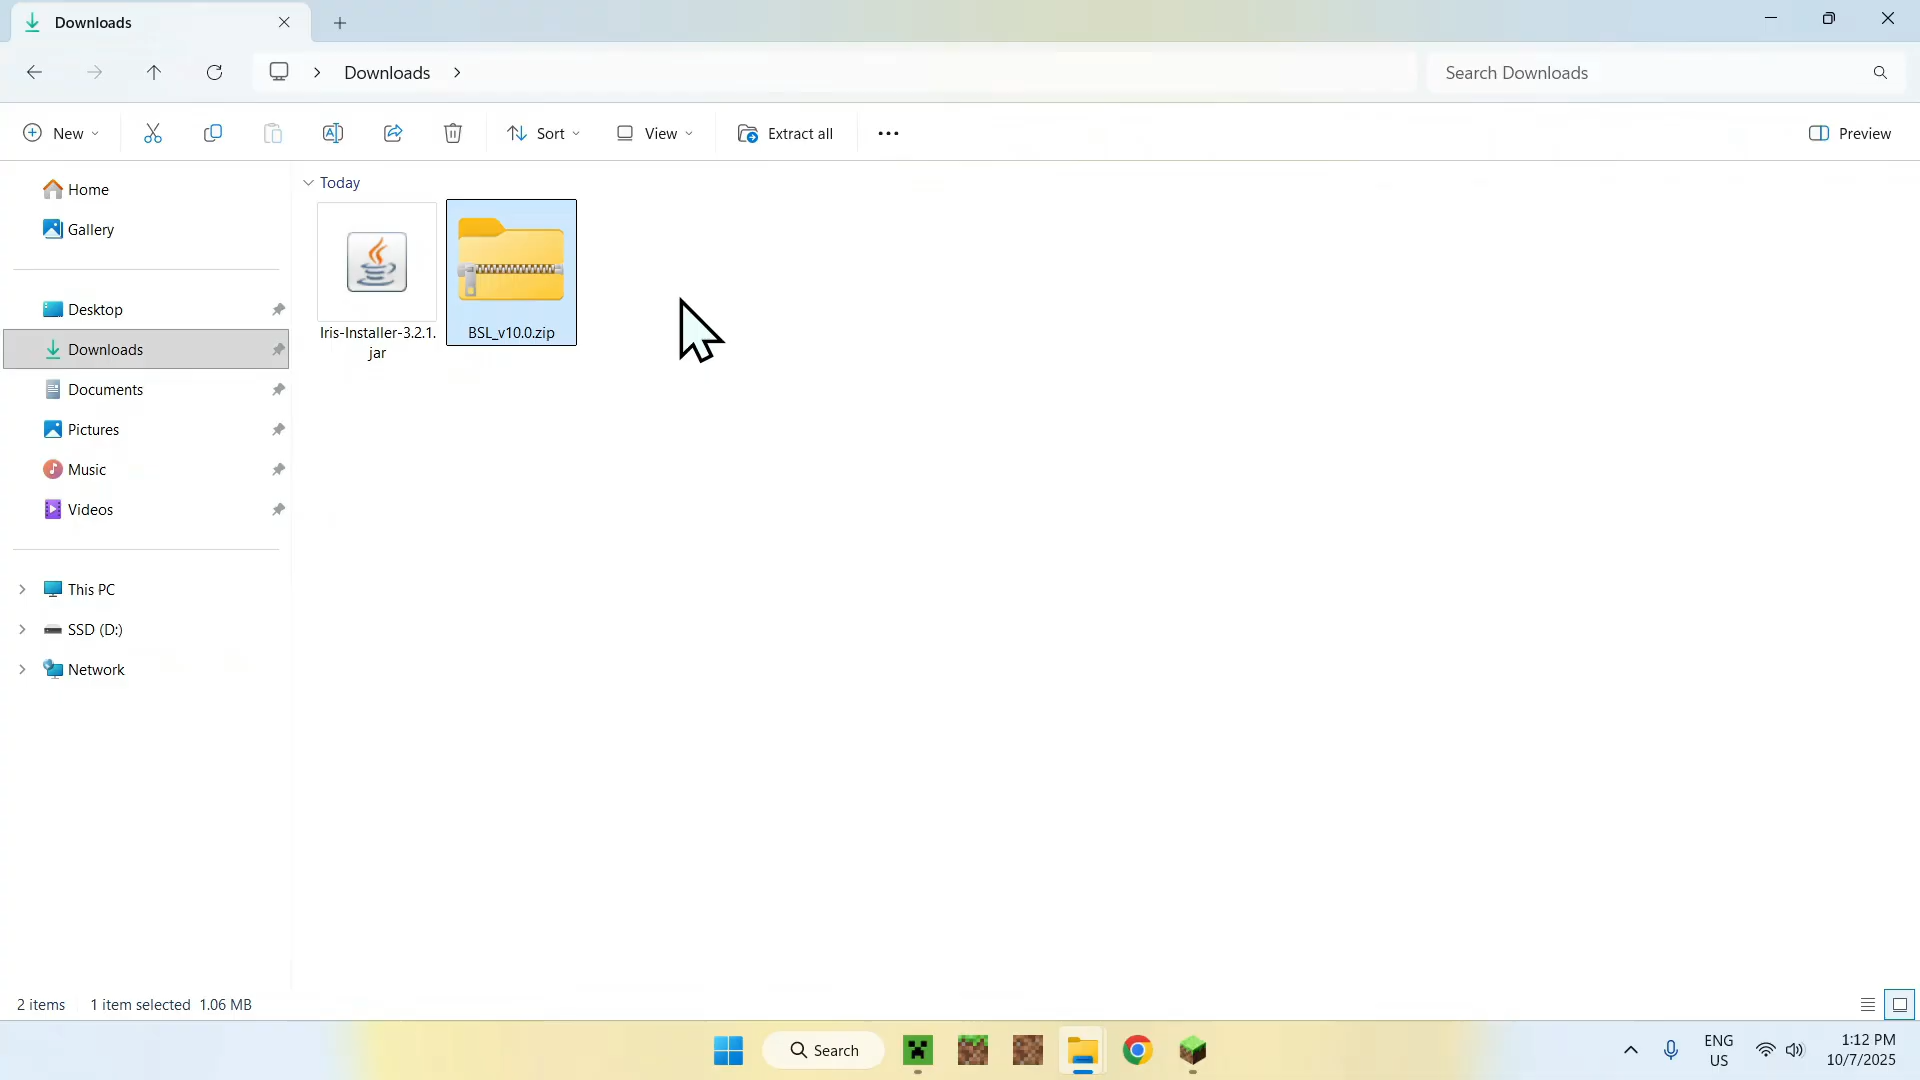 Downloads
Downloads
Search Downloads
New
Sort
View
Extract all
Preview
Home
Gallery
Desktop
Downloads
Documents
Pictures
Music
Videos
This PC
SSD (D:)
Network
Today
Iris-Installer-3.2.1.
jar
BSL_v10.0.zip
2 items
1 item selected 1.06 MB
Search
ENG
US
1:12 PM
10/7/2025